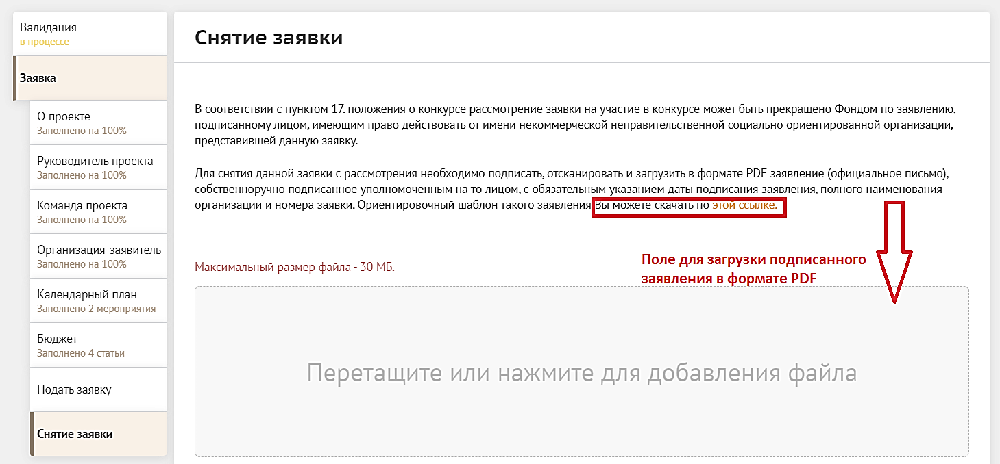 Валидация
в процессе
Заявка
О проекте
Заполнено на 100%
Руководитель проекта
Заполнено на 100%
Команда проекта
Заполнено на 100%
Организация-заявитель
Заполнено на 100%
Календарный план
Заполнено 2 мероприятия
Бюджет
Заполнено 4 статьи
Подать заявку
Снятие заявки
Снятие заявки
В соответствии с пунктом 17. положения о конкурсе рассмотрение заявки на участие в конкурсе может быть прекращено Фондом по заявлению,
подписанному лицом, имеющим право действовать от имени некоммерческой неправительственной социально ориентированной организации,
представившей данную заявку.
Для снятия данной заявки с рассмотрения необходимо подписать, отсканировать и загрузить в формате PDF заявление (официальное письмо),
собственноручно подписанное уполномоченным на то лицом, с обязательным указанием даты подписания заявления, полного наименования
организации и номера заявки. Ориентировочный шаблон такого заявления Вы можете скачать по этой ссылке.
Максимальный размер файла - 30 МБ.
Поле для загрузки подписанного
заявления в формате PDF
Перетащите или нажмите для добавления файла